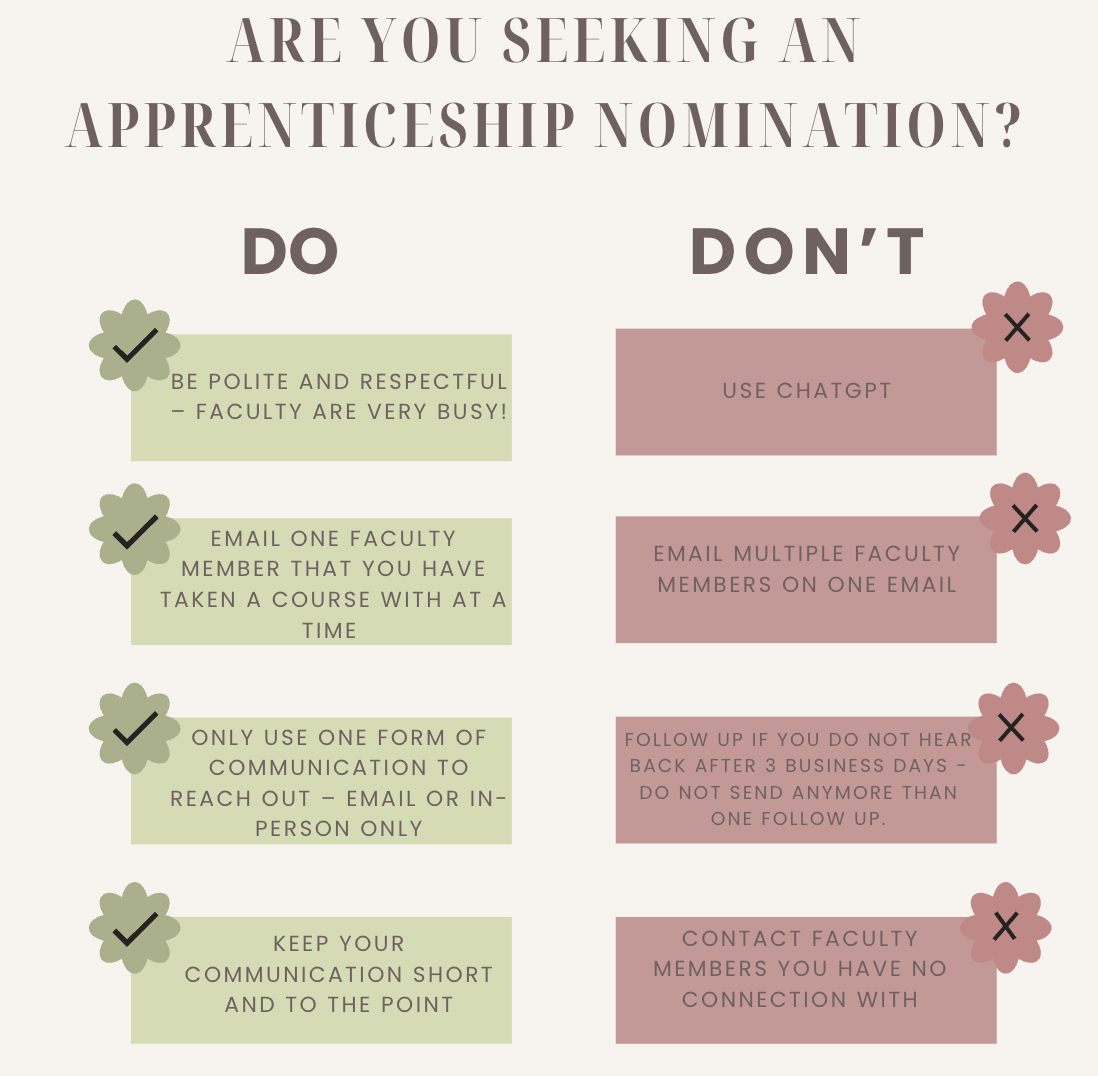 ARE YOU SEEKING AN
APPRENTICESHIP NOMINATION?
DO
BE POLITE AND RESPECTFUL
– FACULTY ARE VERY BUSY!
EMAIL ONE FACULTY
MEMBER THAT YOU HAVE
TAKEN A COURSE WITH AT A
TIME
ONLY USE ONE FORM OF
COMMUNICATION TO
REACH OUT – EMAIL OR IN-
PERSON ONLY
KEEP YOUR
COMMUNICATION SHORT
AND TO THE POINT
DON’T
USE CHATGPT
EMAIL MULTIPLE FACULTY
MEMBERS ON ONE EMAIL
FOLLOW UP IF YOU DO NOT HEAR
BACK AFTER 3 BUSINESS DAYS -
DO NOT SEND ANYMORE THAN
ONE FOLLOW UP.
CONTACT FACULTY
MEMBERS YOU HAVE NO
CONNECTION WITH